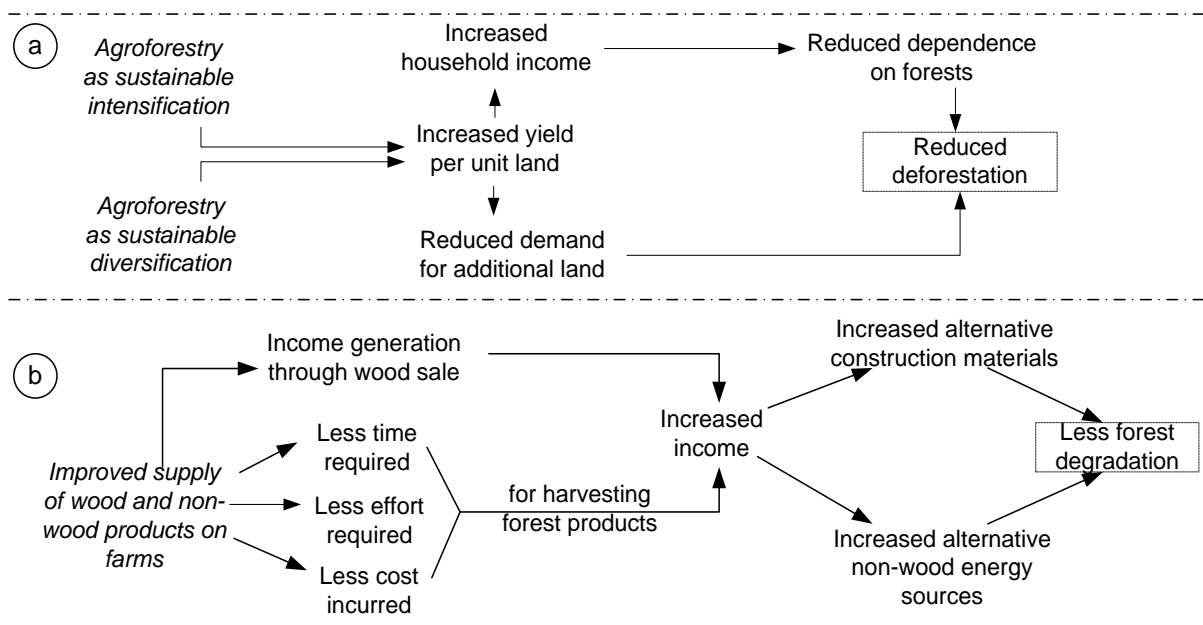 a
Agroforestry
as sustainable
intensification
Agroforestry
as sustainable
diversification
Increased
household income
Increased yield
per unit land
Reduced demand
for additional land
Reduced dependence
on forests
Reduced
deforestation
b
Improved supply
of wood and non-
wood products on
farms
Income generation
through wood sale
Less time
required
Less effort
required
Less cost
incurred
for harvesting
forest products
Increased
income
Increased alternative
construction materials
Increased alternative
non-wood energy
sources
Less forest
degradation